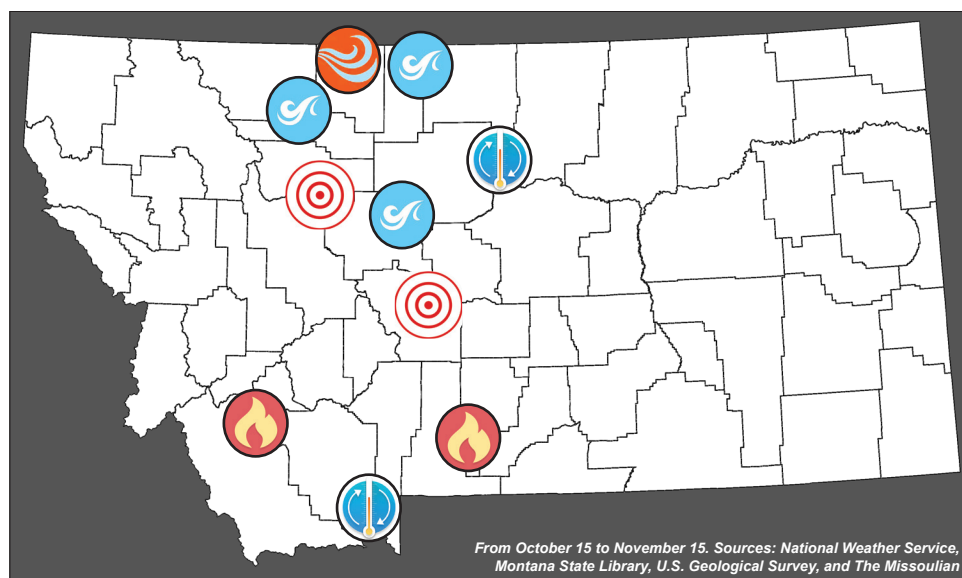 From October 15 to November 15. Sources: National Weather Service,
Montana State Library, U.S. Geological Survey, and The Missoulian